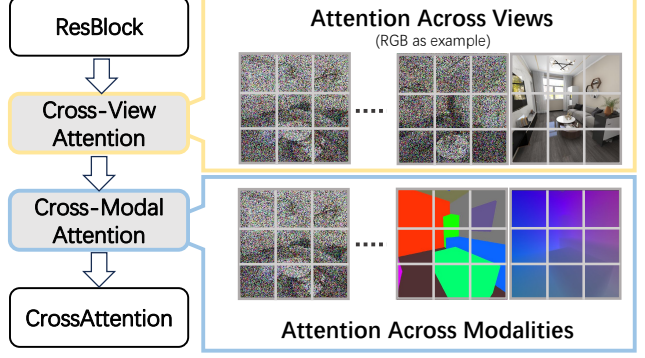 ResBlock
Cross-View
Attention
Cross-Modal
Attention
CrossAttention
Attention Across Views
(RGB as example)
Attention Across Modalities